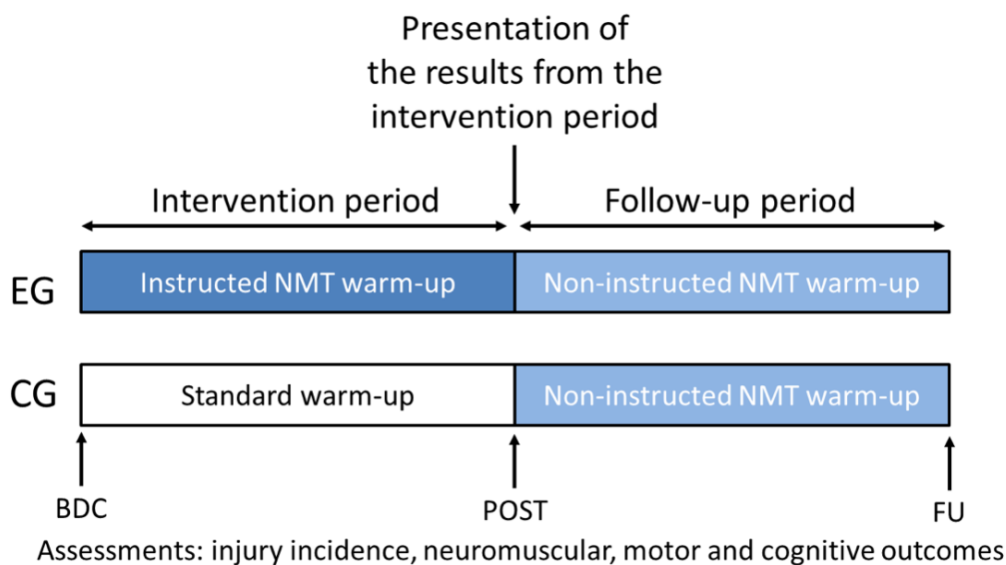 Presentation of
the results from the
intervention period
Intervention period
Follow-up period
EG
Instructed NMT warm-up
Non-instructed NMT warm-up
CG
Standard warm-up
Non-instructed NMT warm-up
BDC
POST
FU
Assessments: injury incidence, neuromuscular, motor and cognitive outcomes